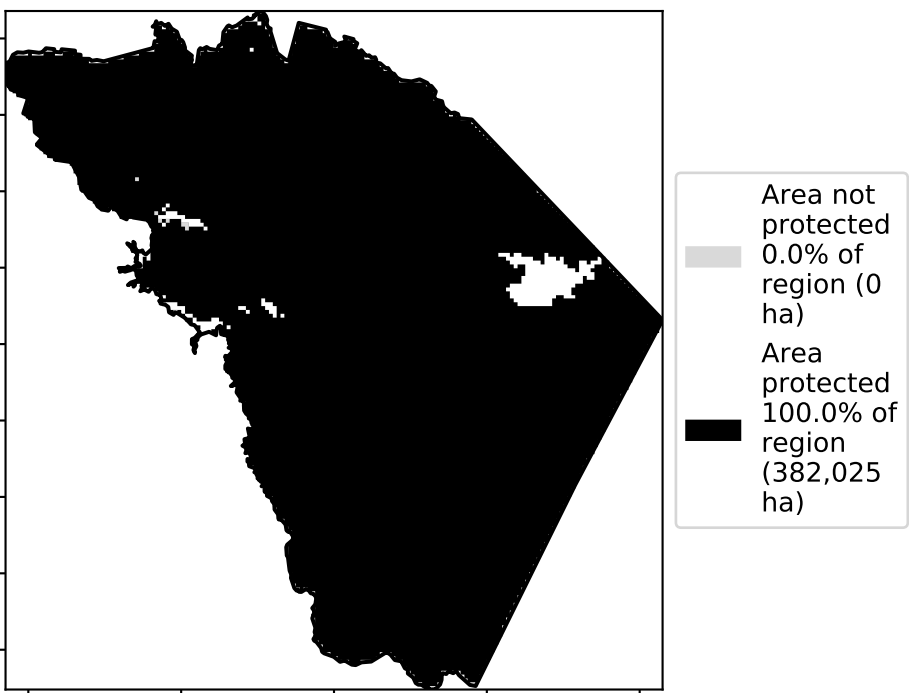 Area not
protected
0.0% of
region (0
ha)
Area
protected
100.0% of
region
(382,025
ha)